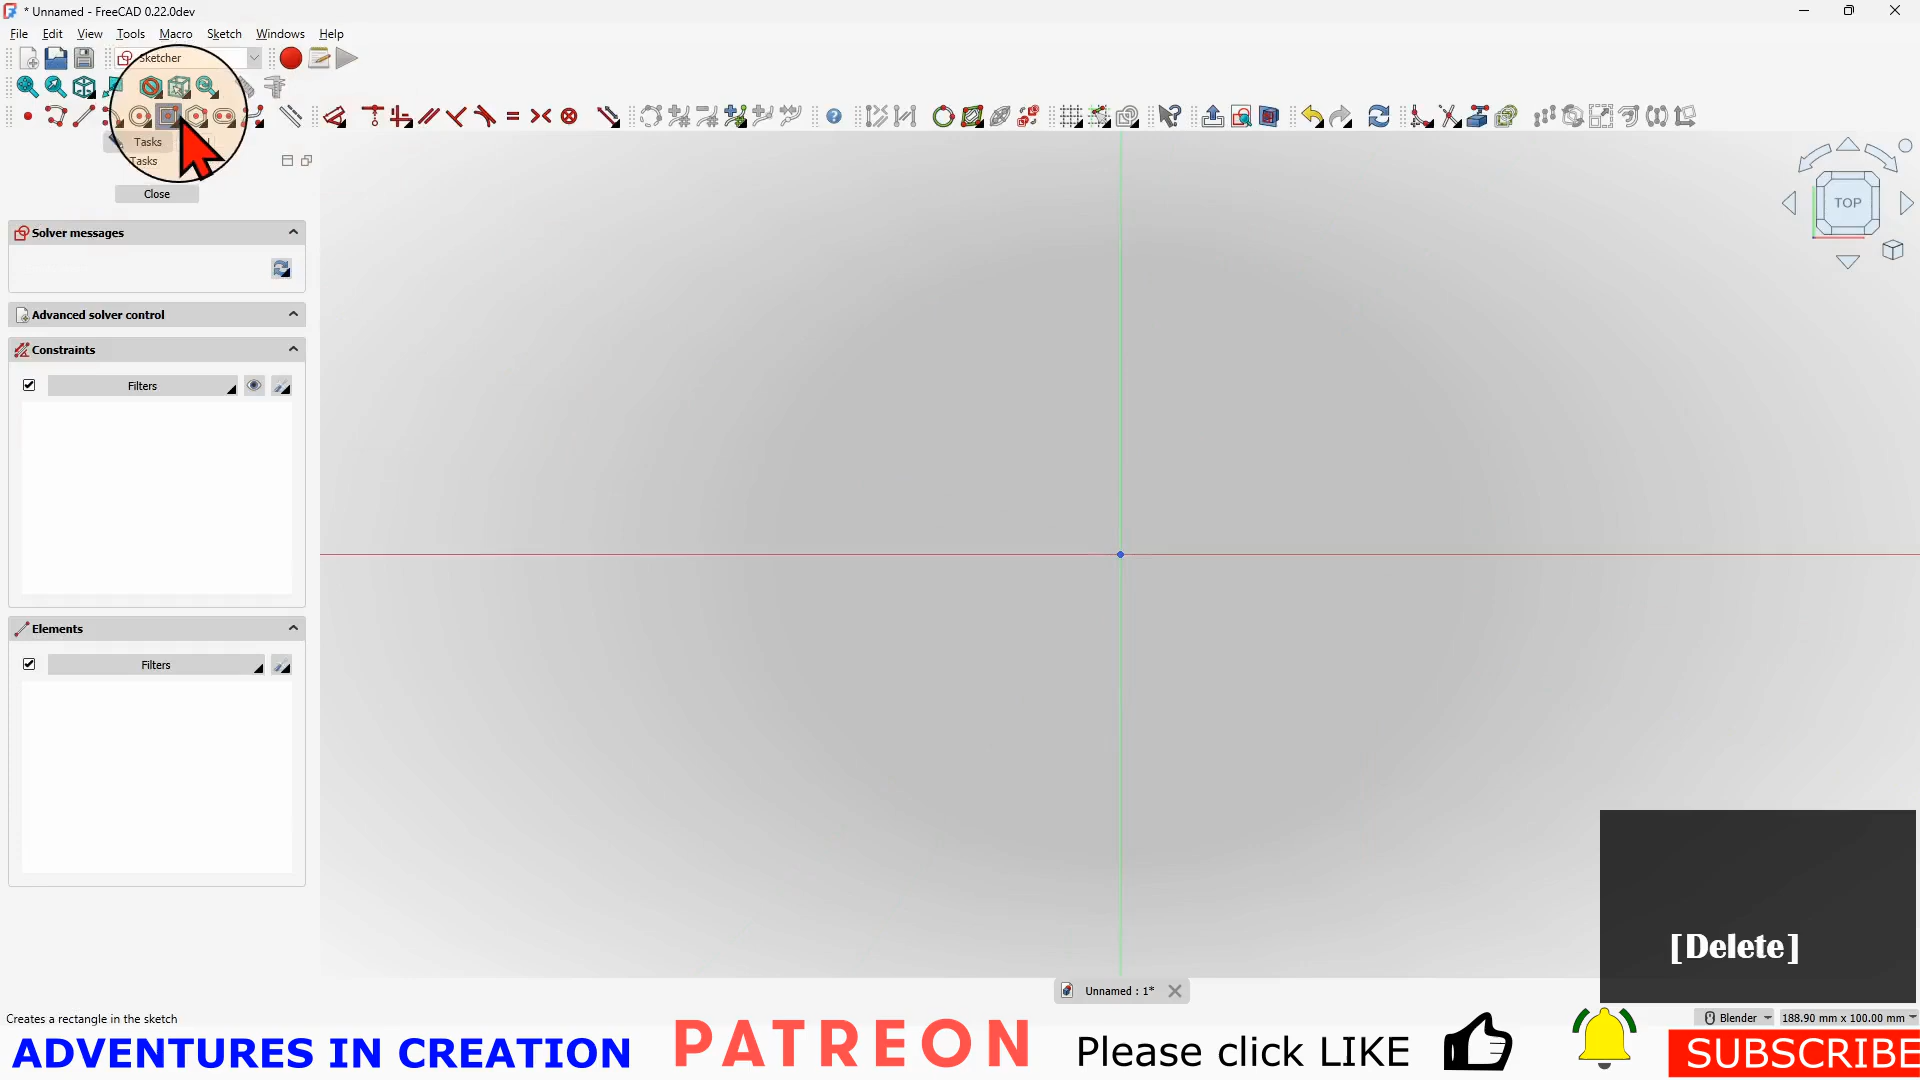 * Unnamed - FreeCAD 0.22.0dev
File Edit View Tools Macro Sketch Windows Help
Sketcher
Tasks
Tasks
Close
Solver messages
Advanced solver control
Constraints
Filters
Elements
Filters
TOP
[Delete]
Unnamed : 1*
Creates a rectangle in the sketch
Blender
188.90 mm x 100.00 mm
ADVENTURES IN CREATION PATREON Please click LIKE SUBSCRIBE